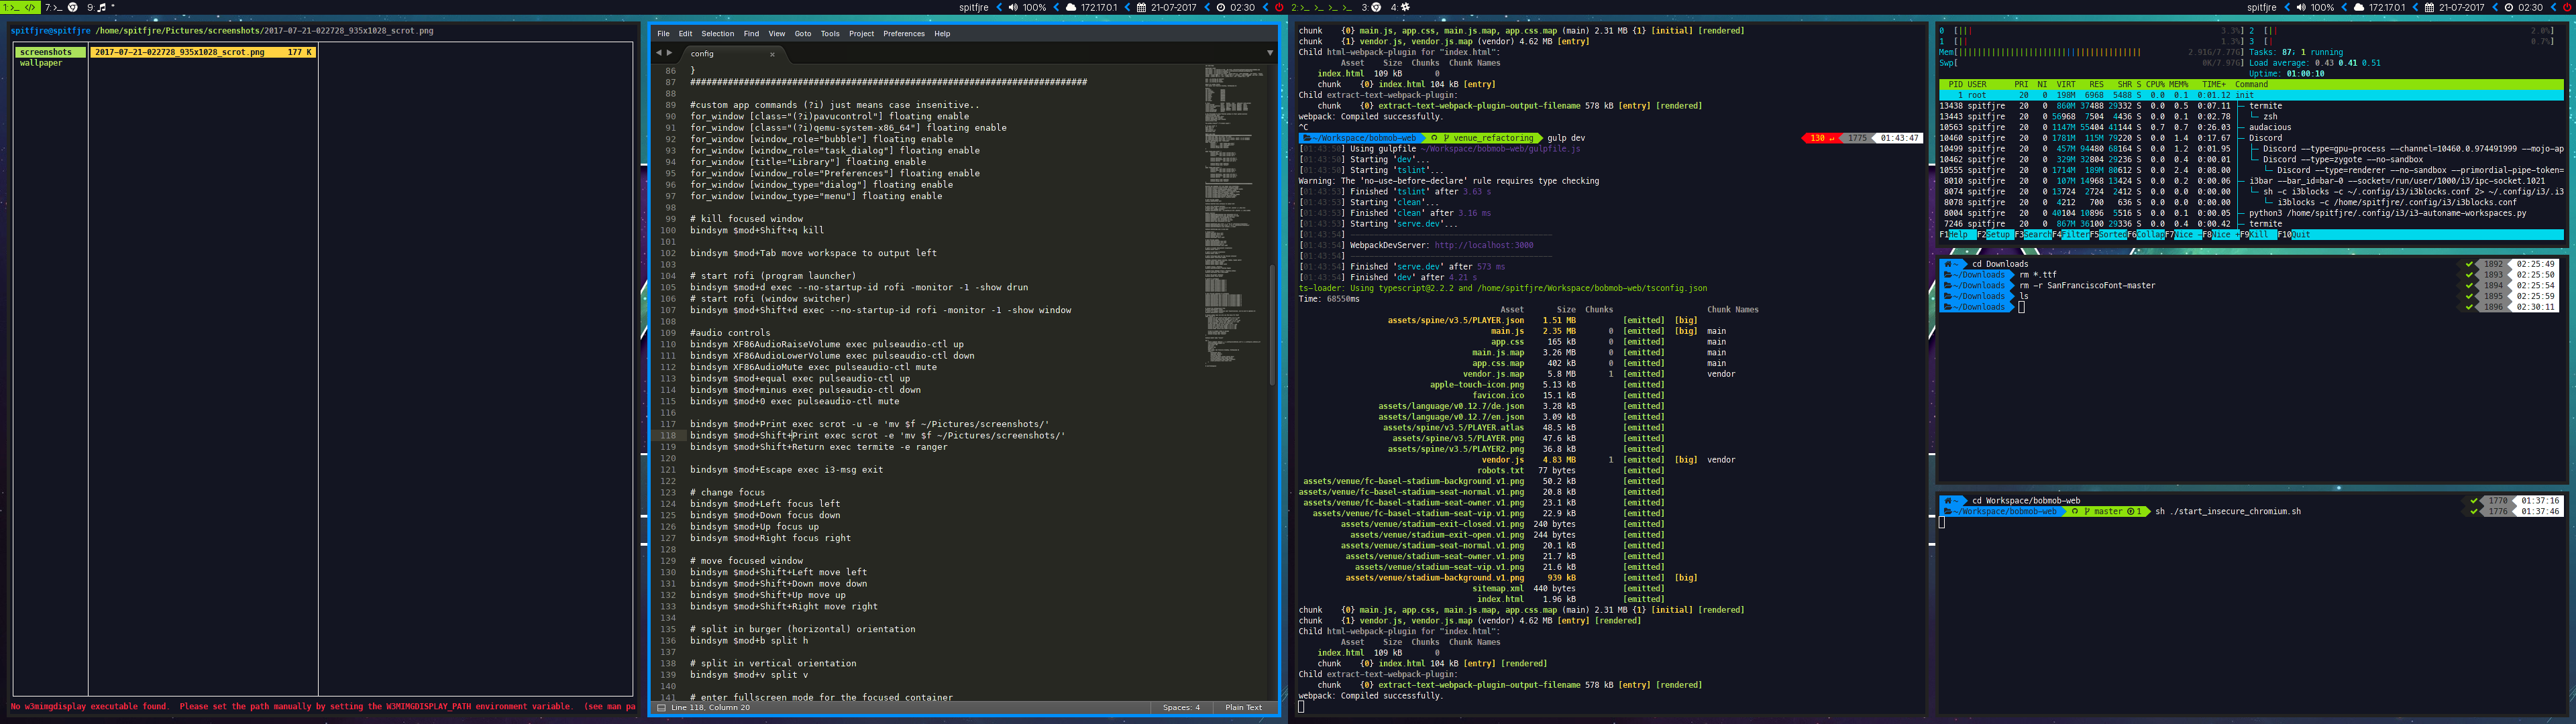 1: </>
7:
9: *
spitfjre 100% 172.17.0.1 21-07-2017 02:30
2:
3:
4:
spitfjre 100% 172.17.0.1 21-07-2017 02:30
spitfjre@spitfjre /home/spitfjre/Pictures/screenshots/2017-07-21-022728_935x1028_scrot.png
screenshots
wallpaper
2017-07-21-022728_935x1028_scrot.png 177 K
No w3mimgdisplay executable found. Please set the path manually by setting the W3MIMGDISPLAY_PATH environment variable. (see man pa
File Edit Selection Find View Goto Tools Project Preferences Help
config
86 }
87 ##########################################################################
88
89 #custom app commands (?i) just means case insenitive..
90 for_window [class="(?i)pavucontrol"] floating enable
91 for_window [class="(?i)qemu-system-x86_64"] floating enable
92 for_window [window_role="bubble"] floating enable
93 for_window [window_role="task_dialog"] floating enable
94 for_window [title="Library"] floating enable
95 for_window [window_role="Preferences"] floating enable
96 for_window [window_type="dialog"] floating enable
97 for_window [window_type="menu"] floating enable
98
99 # kill focused window
100 bindsym $mod+Shift+q kill
101
102 bindsym $mod+Tab move workspace to output left
103
104 # start rofi (program launcher)
105 bindsym $mod+d exec --no-startup-id rofi -monitor -1 -show drun
106 # start rofi (window switcher)
107 bindsym $mod+Shift+d exec --no-startup-id rofi -monitor -1 -show window
108
109 #audio controls
110 bindsym XF86AudioRaiseVolume exec pulseaudio-ctl up
111 bindsym XF86AudioLowerVolume exec pulseaudio-ctl down
112 bindsym XF86AudioMute exec pulseaudio-ctl mute
113 bindsym $mod+equal exec pulseaudio-ctl up
114 bindsym $mod+minus exec pulseaudio-ctl down
115 bindsym $mod+0 exec pulseaudio-ctl mute
116
117 bindsym $mod+Print exec scrot -u -e 'mv $f ~/Pictures/screenshots/'
118 bindsym $mod+Shift+Print exec scrot -e 'mv $f ~/Pictures/screenshots/'
119 bindsym $mod+Shift+Return exec termite -e ranger
120
121 bindsym $mod+Escape exec i3-msg exit
122
123 # change focus
124 bindsym $mod+Left focus left
125 bindsym $mod+Down focus down
126 bindsym $mod+Up focus up
127 bindsym $mod+Right focus right
128
129 # move focused window
130 bindsym $mod+Shift+Left move left
131 bindsym $mod+Shift+Down move down
132 bindsym $mod+Shift+Up move up
133 bindsym $mod+Shift+Right move right
134
135 # split in burger (horizontal) orientation
136 bindsym $mod+b split h
137
138 # split in vertical orientation
139 bindsym $mod+v split v
140
141 # enter fullscreen mode for the focused container
Line 118, Column 20 Spaces: 4 Plain Text
chunk {0} main.js, app.css, main.js.map, app.css.map (main) 2.31 MB {1} [initial] [rendered]
chunk {1} vendor.js, vendor.js.map (vendor) 4.62 MB [entry]
Child html-webpack-plugin for "index.html":
Asset Size Chunks Chunk Names
index.html 109 kB 0
chunk {0} index.html 104 kB [entry]
Child extract-text-webpack-plugin:
chunk {0} extract-text-webpack-plugin-output-filename 578 kB [entry] [rendered]
webpack: Compiled successfully.
^C
~/Workspace/bobmob-web venue_refactoring gulp dev 130 1775 01:43:47
[01:43:50] Using gulpfile ~/Workspace/bobmob-web/gulpfile.js
[01:43:50] Starting 'dev'...
[01:43:50] Starting 'tslint'...
Warning: The 'no-use-before-declare' rule requires type checking
[01:43:53] Finished 'tslint' after 3.63 s
[01:43:53] Starting 'clean'...
[01:43:53] Finished 'clean' after 3.16 ms
[01:43:53] Starting 'serve.dev'...
[01:43:54] ------------------------------------------
[01:43:54] WebpackDevServer: http://localhost:3000
[01:43:54] ------------------------------------------
[01:43:54] Finished 'serve.dev' after 573 ms
[01:43:54] Finished 'dev' after 4.21 s
ts-loader: Using typescript@2.2.2 and /home/spitfjre/Workspace/bobmob-web/tsconfig.json
Time: 68550ms
Asset Size Chunks Chunk Names
assets/spine/v3.5/PLAYER.json 1.51 MB [emitted] [big]
main.js 2.35 MB 0 [emitted] [big] main
app.css 165 kB 0 [emitted] main
main.js.map 3.26 MB 0 [emitted] main
app.css.map 402 kB 0 [emitted] main
vendor.js.map 5.8 MB 1 [emitted] vendor
apple-touch-icon.png 5.13 kB [emitted]
favicon.ico 15.1 kB [emitted]
assets/language/v0.12.7/de.json 3.28 kB [emitted]
assets/language/v0.12.7/en.json 3.09 kB [emitted]
assets/spine/v3.5/PLAYER.atlas 48.5 kB [emitted]
assets/spine/v3.5/PLAYER.png 47.6 kB [emitted]
assets/spine/v3.5/PLAYER2.png 36.8 kB [emitted]
vendor.js 4.83 MB 1 [emitted] [big] vendor
robots.txt 77 bytes [emitted]
assets/venue/fc-basel-stadium-background.v1.png 50.2 kB [emitted]
assets/venue/fc-basel-stadium-seat-normal.v1.png 20.8 kB [emitted]
assets/venue/fc-basel-stadium-seat-owner.v1.png 23.1 kB [emitted]
assets/venue/fc-basel-stadium-seat-vip.v1.png 22.9 kB [emitted]
assets/venue/stadium-exit-closed.v1.png 240 bytes [emitted]
assets/venue/stadium-exit-open.v1.png 244 bytes [emitted]
assets/venue/stadium-seat-normal.v1.png 20.1 kB [emitted]
assets/venue/stadium-seat-owner.v1.png 21.7 kB [emitted]
assets/venue/stadium-seat-vip.v1.png 21.6 kB [emitted]
assets/venue/stadium-background.v1.png 939 kB [emitted] [big]
sitemap.xml 440 bytes [emitted]
index.html 1.96 kB [emitted]
chunk {0} main.js, app.css, main.js.map, app.css.map (main) 2.31 MB {1} [initial] [rendered]
chunk {1} vendor.js, vendor.js.map (vendor) 4.62 MB [entry] [rendered]
Child html-webpack-plugin for "index.html":
Asset Size Chunks Chunk Names
index.html 109 kB 0
chunk {0} index.html 104 kB [entry] [rendered]
Child extract-text-webpack-plugin:
chunk {0} extract-text-webpack-plugin-output-filename 578 kB [entry] [rendered]
webpack: Compiled successfully.
0 [||| 3.3%] 2 [|| 2.0%]
1 [|| 1.3%] 3 [| 0.7%]
Mem[ 2.91G/7.77G] Tasks: 87; 1 running
Swp[ 0K/7.97G] Load average: 0.43 0.41 0.51
Uptime: 01:00:10
PID USER PRI NI VIRT RES SHR S CPU% MEM% TIME+ Command
1 root 20 0 198M 6968 5488 S 0.0 0.1 0:01.12 init
13438 spitfjre 20 0 860M 37488 29332 S 0.0 0.5 0:07.11 termite
13443 spitfjre 20 0 56968 7504 4436 S 0.0 0.1 0:02.78 zsh
10563 spitfjre 20 0 1147M 55404 41144 S 0.7 0.7 0:26.03 audacious
10460 spitfjre 20 0 1781M 115M 79220 S 0.0 1.4 0:17.67 Discord
10499 spitfjre 20 0 457M 94480 68164 S 0.0 1.2 0:01.95 Discord --type=gpu-process --channel=10460.0.974491999 --mojo-ap
10462 spitfjre 20 0 329M 32804 29236 S 0.0 0.4 0:00.01 Discord --type=zygote --no-sandbox
10555 spitfjre 20 0 1714M 189M 80612 S 0.0 2.4 0:08.00 Discord --type=renderer --no-sandbox --primordial-pipe-token=
8010 spitfjre 20 0 107M 14968 13424 S 0.0 0.2 0:00.06 i3bar --bar_id=bar-0 --socket=/run/user/1000/i3/ipc-socket.1021
8074 spitfjre 20 0 13724 2724 2412 S 0.0 0.0 0:00.00 sh -c i3blocks -c ~/.config/i3/i3blocks.conf 2> ~/.config/i3/.i3
8078 spitfjre 20 0 4212 700 636 S 0.0 0.0 0:00.00 i3blocks -c /home/spitfjre/.config/i3/i3blocks.conf
8004 spitfjre 20 0 40104 10896 5516 S 0.0 0.1 0:00.05 python3 /home/spitfjre/.config/i3/i3-autoname-workspaces.py
7246 spitfjre 20 0 867M 36100 29336 S 0.0 0.4 0:00.42 termite
F1Help F2Setup F3SearchF4FilterF5SortedF6CollapF7Nice -F8Nice +F9Kill F10Quit
~ cd Downloads 1892 02:25:49
~/Downloads rm *.ttf 1893 02:25:50
~/Downloads rm -r SanFranciscoFont-master 1894 02:25:54
~/Downloads ls 1895 02:25:59
~/Downloads 1896 02:30:11
~ cd Workspace/bobmob-web 1770 01:37:16
~/Workspace/bobmob-web master 1 sh ./start_insecure_chromium.sh 1776 01:37:46